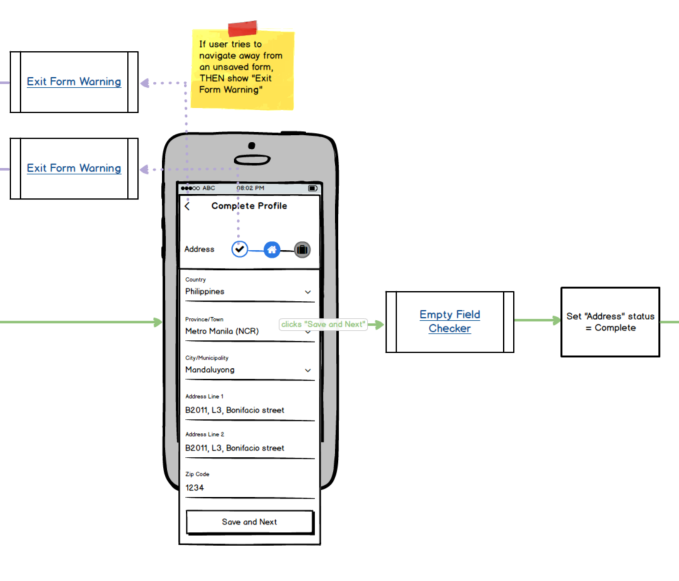 If user tries to
navigate away from
an unsaved form,
THEN show "Exit
Form Warning"
Exit Form Warning
Exit Form Warning
ABC 08:02 PM
Complete Profile
Address
Country
Philippines
Province/Town
Metro Manila (NCR)
City/Municipality
Mandaluyong
Address Line 1
B2011, L3, Bonifacio street
Address Line 2
B2011, L3, Bonifacio street
Zip Code
1234
Save and Next
clicks "Save and Next"
Empty Field
Checker
Set "Address" status
= Complete